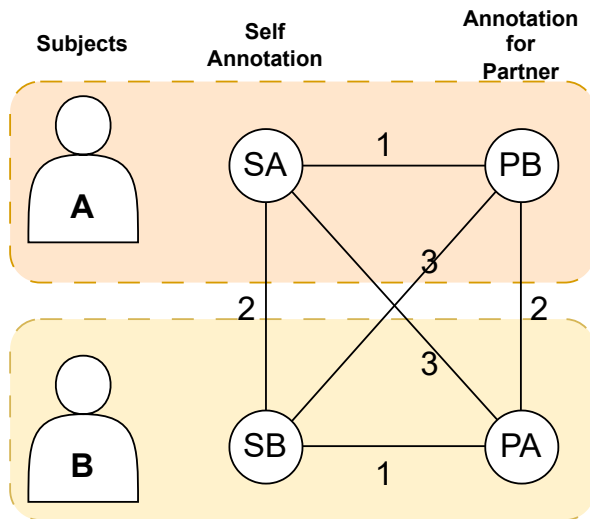 Subjects
Self
Annotation
Annotation
for
Partner
A
SA
1
PB
3
2
2
3
B
SB
1
PA